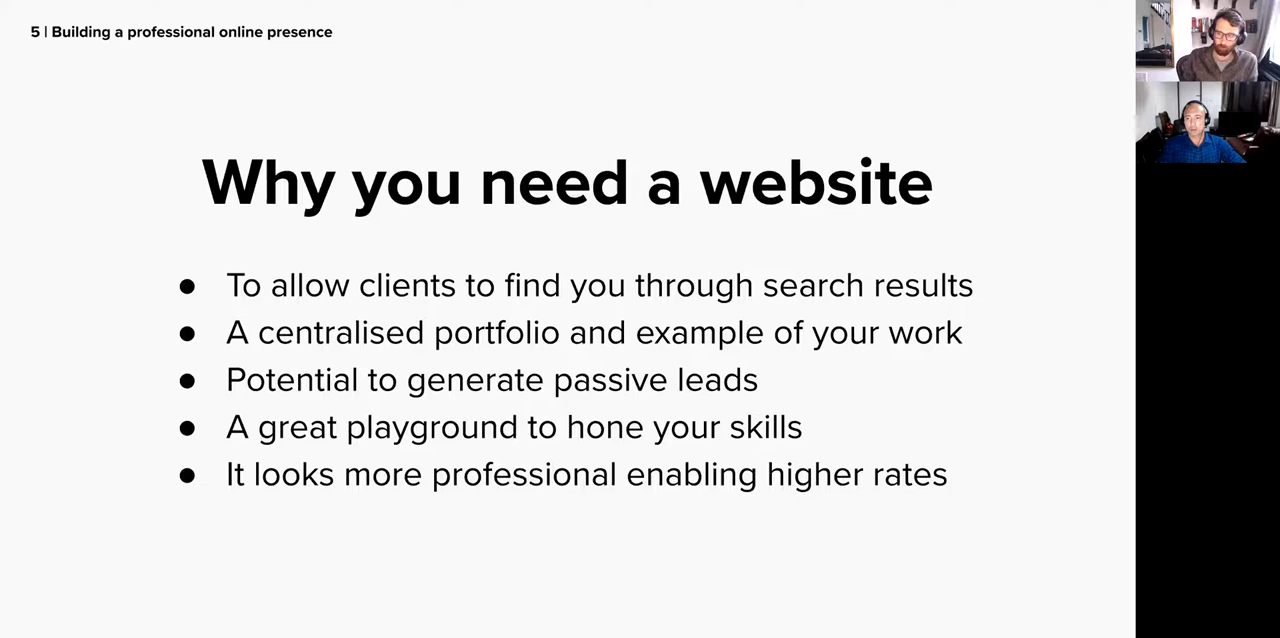 5 | Building a professional online presence
Why you need a website
● To allow clients to find you through search results
● A centralised portfolio and example of your work
● Potential to generate passive leads
● A great playground to hone your skills
● It looks more professional enabling higher rates